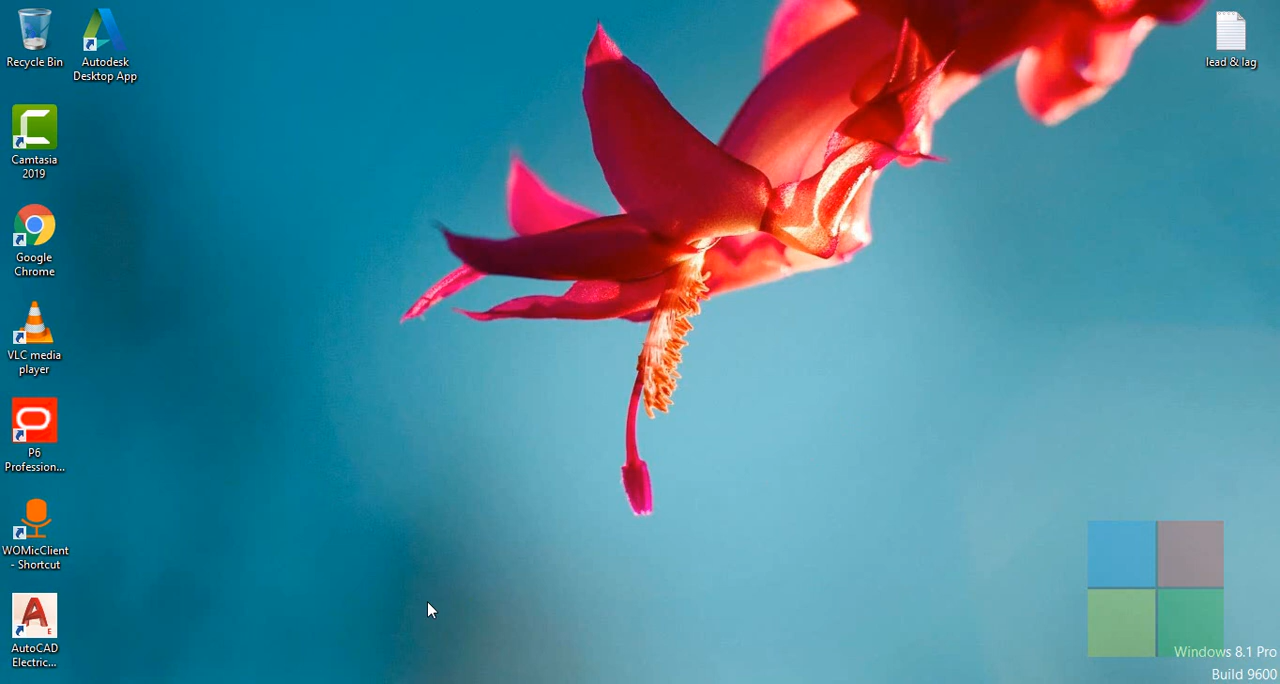 Recycle Bin
Autodesk
Desktop App
lead & lag
Camtasia
2019
Google
Chrome
VLC media
player
P6
Profession...
WOMicClient
- Shortcut
A
E
AutoCAD
Electric...
Windows 8.1 Pro
Build 9600